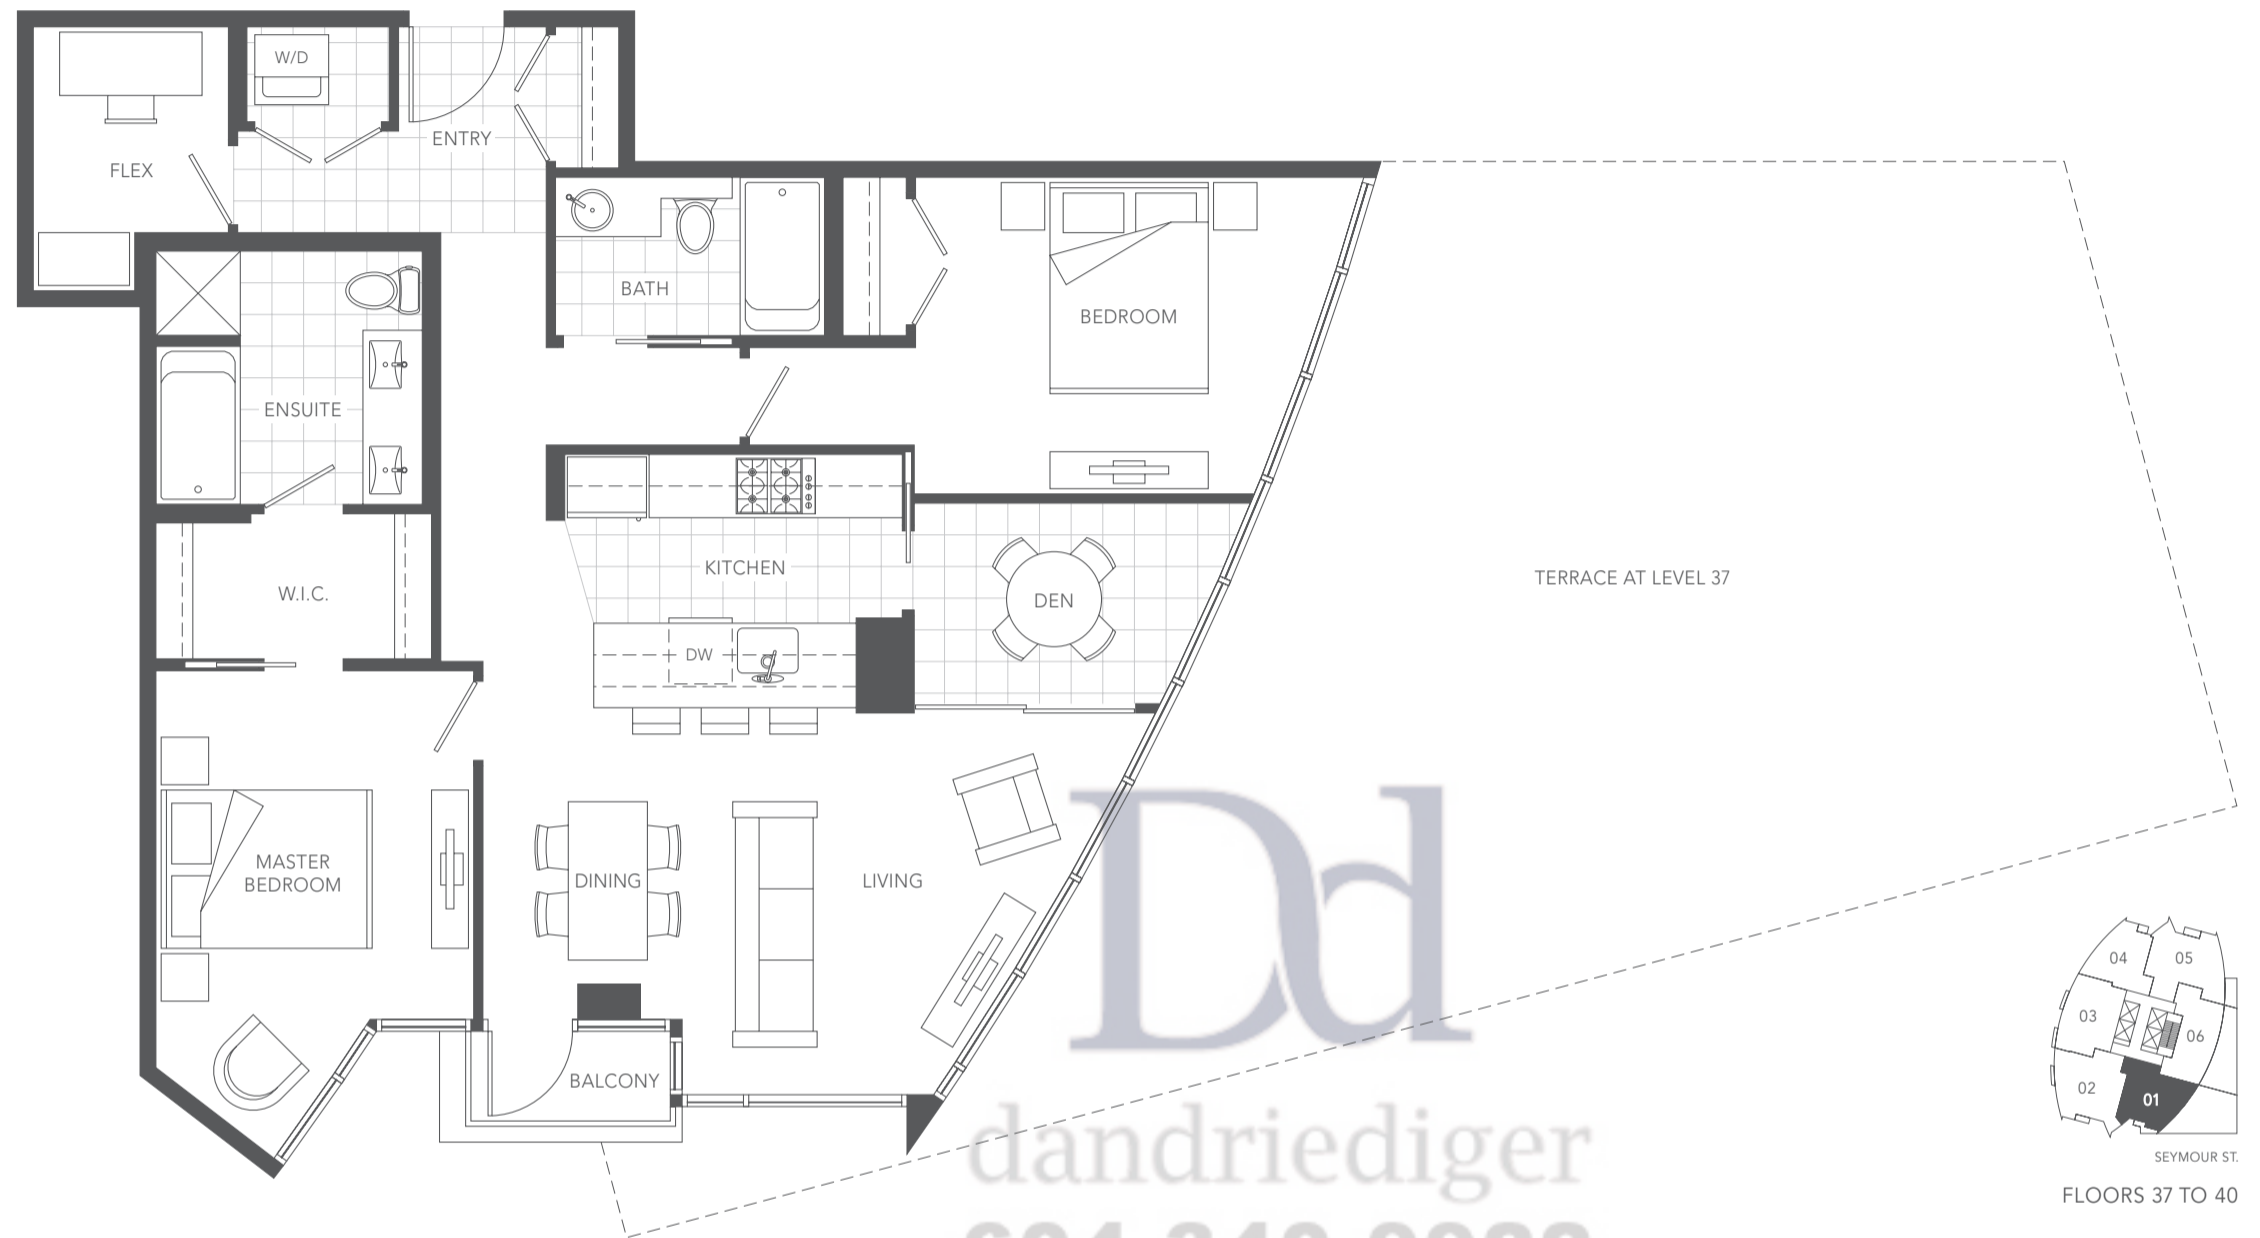 W/D
ENTRY
FLEX
BATH
BEDROOM
ENSUITE
KITCHEN
DEN
TERRACE AT LEVEL 37
W.I.C.
DW
MASTER
BEDROOM
DINING
LIVING
BALCONY
Dd
dandriediger
04
05
03
06
02
01
SEYMOUR ST.
FLOORS 37 TO 40